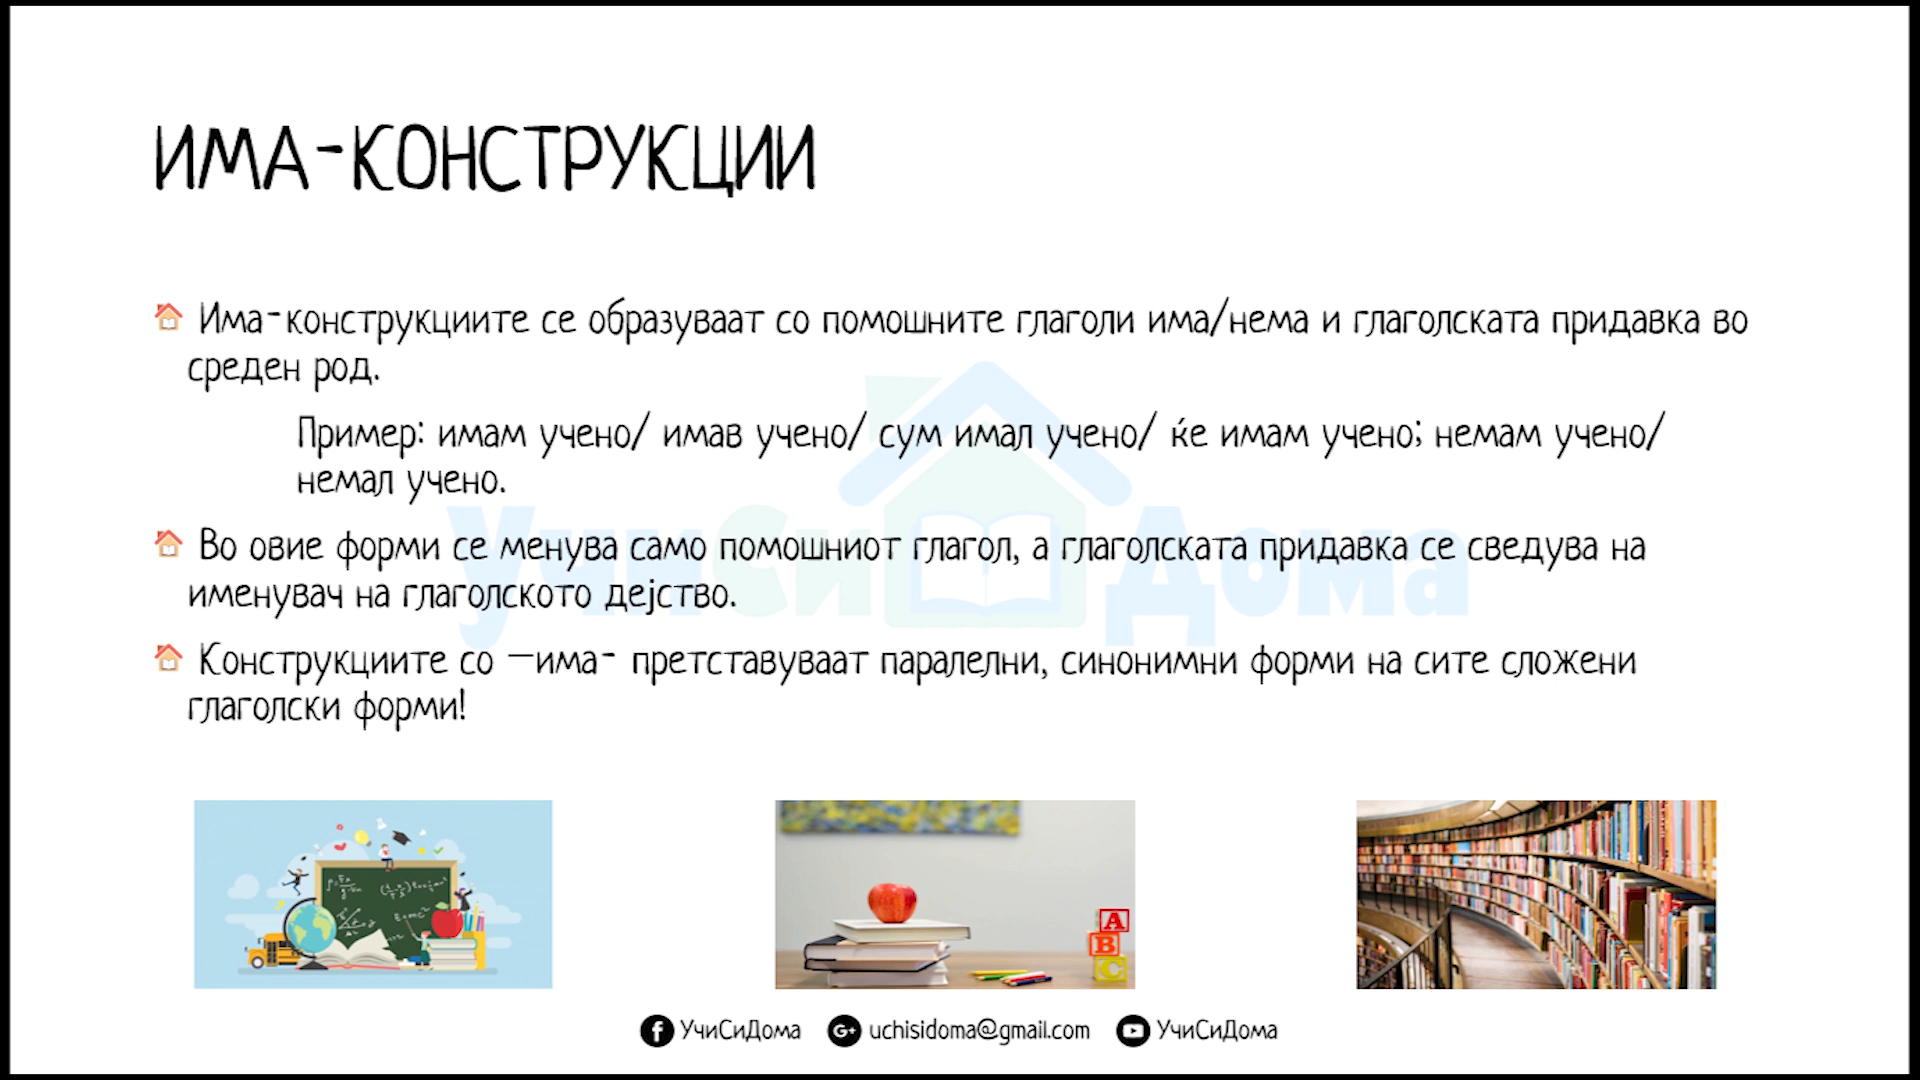 ИМА-КОНСТРУКЦИИ
Има-конструкциите се образуваат со помошните глаголи има/нема и глаголската придавка во
среден род.
Пример: имам учено/ имав учено/ сум имал учено/ ќе имам учено; немам учено/
немал учено.
Во овие форми се менува само помошниот глагол, а глаголската придавка се сведува на
именувач на глаголското дејство.
Конструкциите со –има- претставуваат паралелни, синонимни форми на сите сложени
глаголски форми!
УчиСи Дома
A
B
C
УчиСиДома uchisidoma@gmail.com УчиСиДома